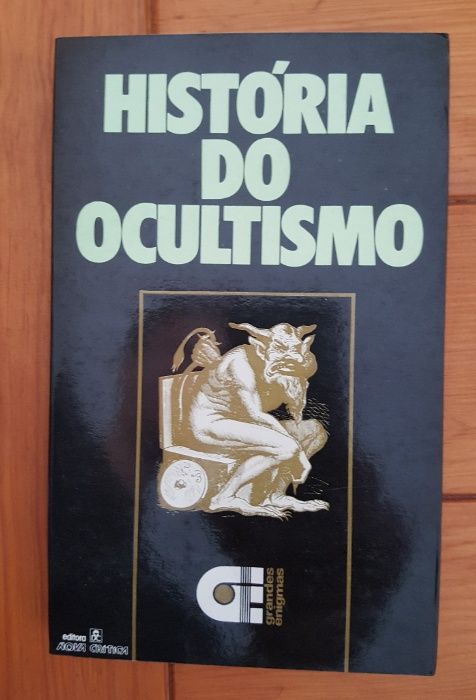 HISTÓRIA
DO
OCULTISMO
grandes
enigmas
editora
NOVA CRÍTICA